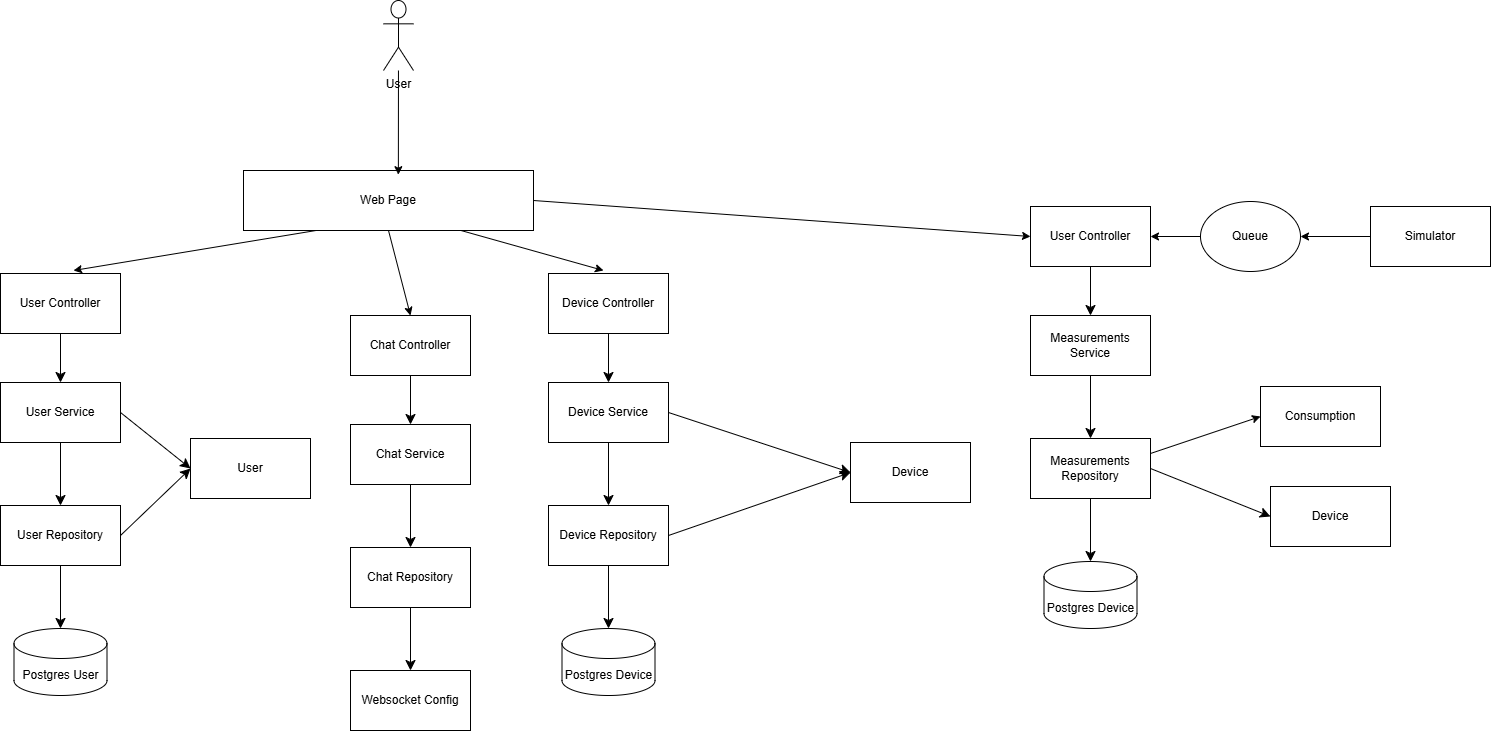 User
Web Page
User Controller
Queue
Simulator
User Controller
Chat Controller
Device Controller
Measurements
Service
User Service
Chat Service
Device Service
Consumption
User
Device
Measurements
Repository
Device
User Repository
Chat Repository
Device Repository
Postgres Device
Postgres User
Websocket Config
Postgres Device